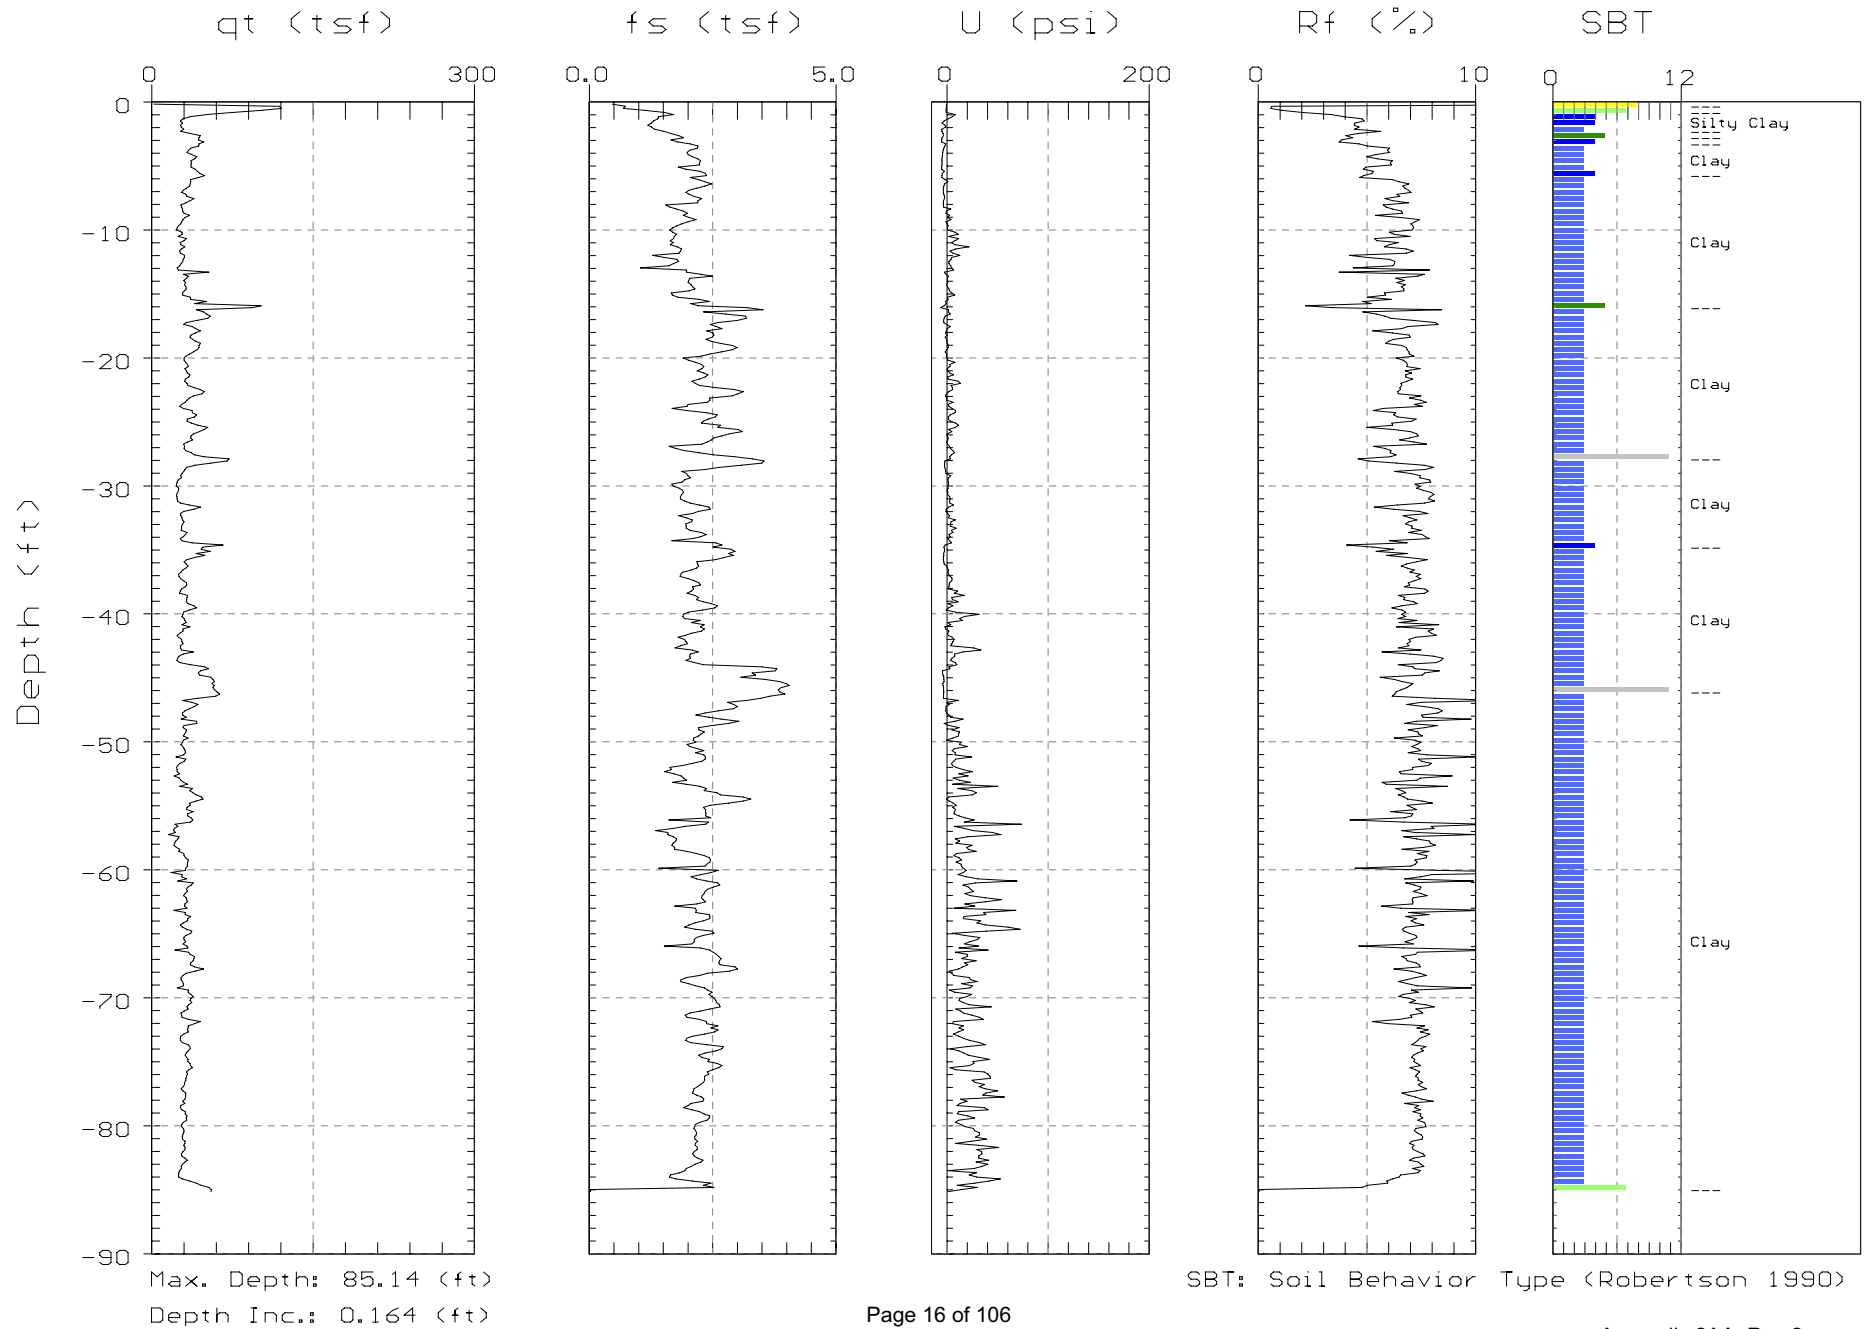 qt (tsf) fs (tsf) U (psi) Rf (%) SBT
0 300 0.0 5.0 0 200 0 10 0 12
0
-10
-20
-30
-40
-50
-60
-70
-80
-90
Depth (ft)
---
---
Silty Clay
---
---
---
Clay
---
Clay
---
Clay
---
Clay
---
Clay
---
Clay
---
Max. Depth: 85.14 (ft)
Depth Inc.: 0.164 (ft)
SBT: Soil Behavior Type (Robertson 1990)
Page 16 of 106